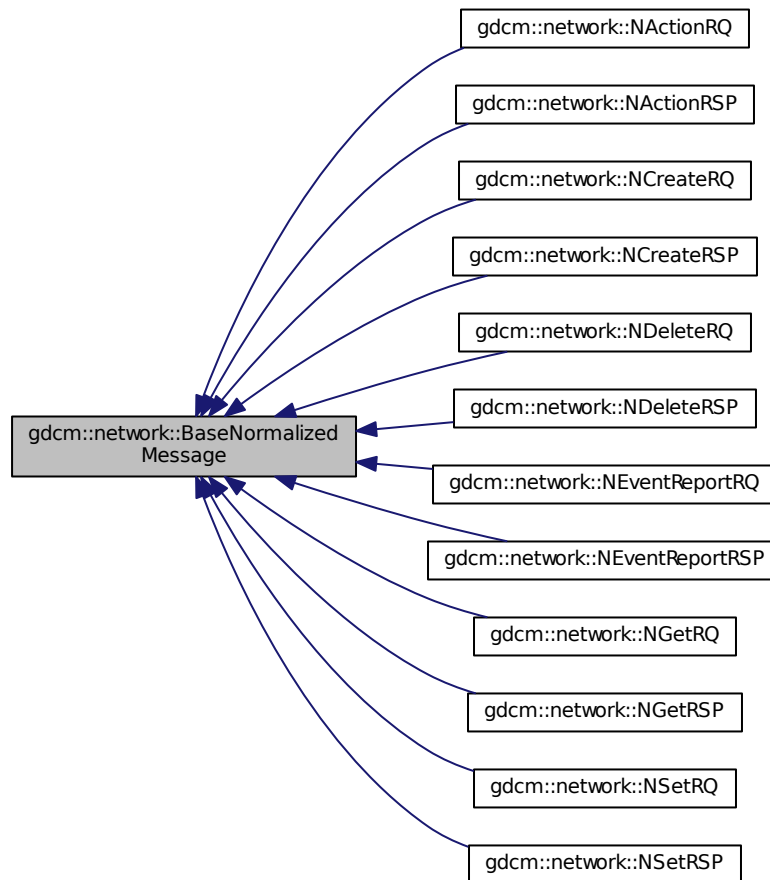 gdcm::network::NActionRQ
gdcm::network::NActionRSP
gdcm::network::NCreateRQ
gdcm::network::NCreateRSP
gdcm::network::NDeleteRQ
gdcm::network::NDeleteRSP
gdcm::network::BaseNormalized
Message
gdcm::network::NEventReportRQ
gdcm::network::NEventReportRSP
gdcm::network::NGetRQ
gdcm::network::NGetRSP
gdcm::network::NSetRQ
gdcm::network::NSetRSP